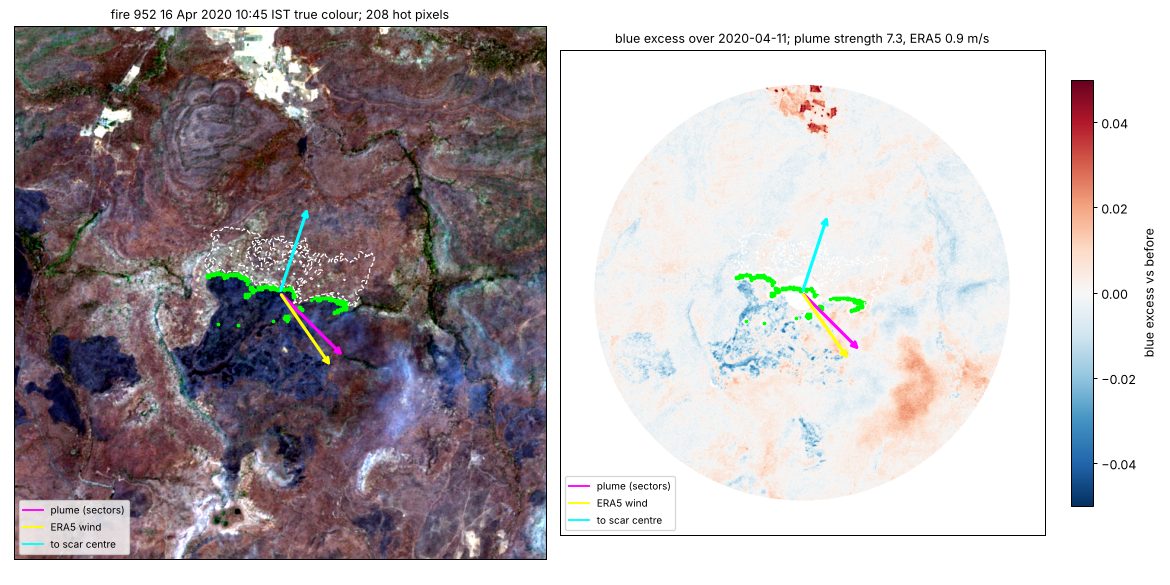 fire 952 16 Apr 2020 10:45 IST true colour; 208 hot pixels
blue excess over 2020-04-11; plume strength 7.3, ERA5 0.9 m/s
plume (sectors)
ERA5 wind
to scar centre
plume (sectors)
ERA5 wind
to scar centre
0.04
0.02
0.00
−0.02
−0.04
blue excess vs before